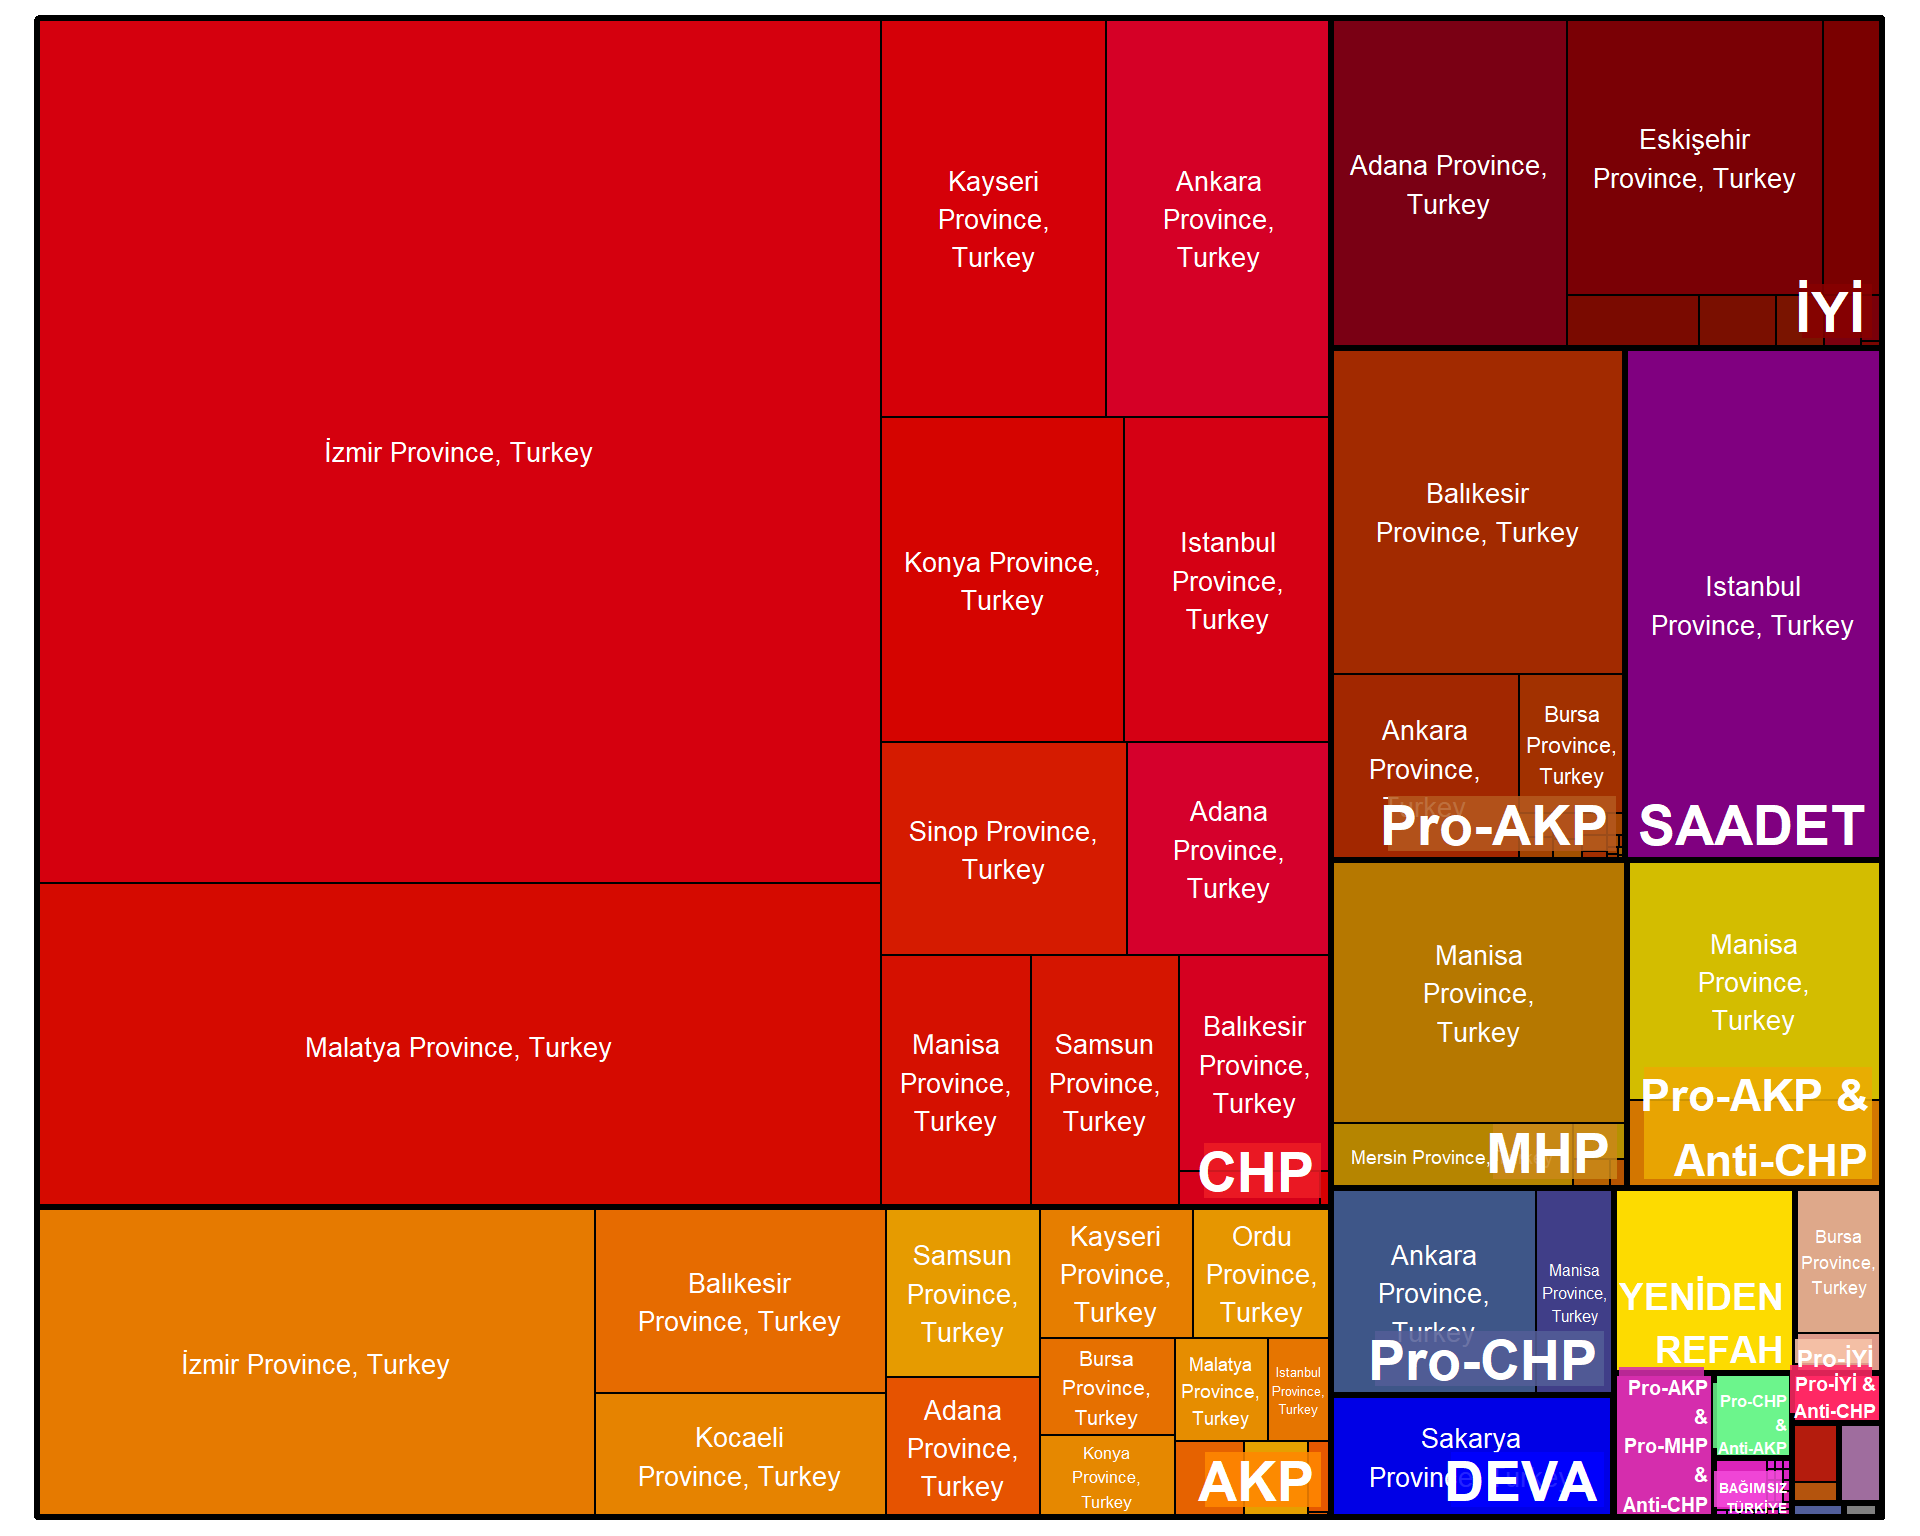 İzmir Province, Turkey
Malatya Province, Turkey
Kayseri
Province,
Turkey
Ankara
Province,
Turkey
Konya Province,
Turkey
Istanbul
Province,
Turkey
Sinop Province,
Turkey
Adana
Province,
Turkey
Manisa
Province,
Turkey
Samsun
Province,
Turkey
Balıkesir
Province,
Turkey
CHP
İzmir Province, Turkey
Balıkesir
Province, Turkey
Kocaeli
Province, Turkey
Samsun
Province,
Turkey
Adana
Province,
Turkey
Kayseri
Province,
Turkey
Ordu
Province,
Turkey
Bursa
Province,
Turkey
Malatya
Province,
Turkey
Istanbul
Province,
Turkey
Konya
Province,
Turkey
AKP
Adana Province,
Turkey
Eskişehir
Province, Turkey
İYİ
Balıkesir
Province, Turkey
Ankara
Province,
Turkey
Bursa
Province,
Turkey
Pro-AKP
Istanbul
Province, Turkey
SAADET
Manisa
Province,
Turkey
Mersin Province,
MHP
Manisa
Province,
Turkey
Pro-AKP &
Anti-CHP
Ankara
Province,
Turkey
Manisa
Province,
Turkey
Pro-CHP
Sakarya
Province, Turkey
DEVA
YENİDEN
REFAH
Bursa
Province,
Turkey
Pro-İYİ
Pro-AKP
&
Pro-MHP
&
Anti-CHP
Pro-CHP
&
Anti-AKP
Pro-İYİ &
Anti-CHP
BAĞIMSIZ
TÜRKİYE